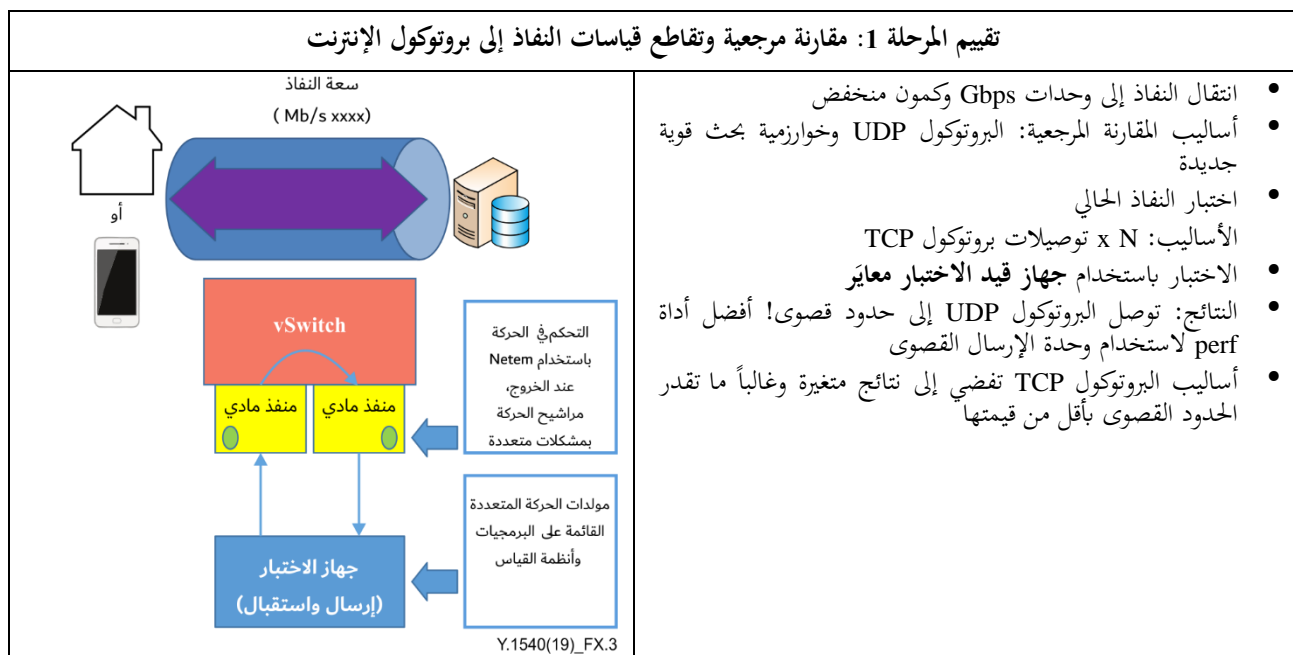 تقييم المرحلة 1: مقارنة مرجعية وتقاطع قياسات النفاذ إلى بروتوكول الإنترنت
انتقال النفاذ إلى وحدات Gbps وكمون منخفض
أساليب المقارنة المرجعية: البروتوكول UDP وخوارزمية بحث قوية
جديدة
اختبار النفاذ الحالي
الأساليب: N x توصيلات بروتوكول TCP
الاختبار باستخدام جهاز قيد الاختبار معايَر
النتائج: توصل البروتوكول UDP إلى حدود قصوى! أفضل أداة
perf لاستخدام وحدة الإرسال القصوى
أساليب البروتوكول TCP تفضي إلى نتائج متغيرة وغالباً ما تقدر
الحدود القصوى بأقل من قيمتها
سعة النفاذ
(Mb/s xxxx )
أو
vSwitch
منفذ مادي
منفذ مادي
التحكم في الحركة
باستخدام Netem
عند الخروج،
مراشيح الحركة
بمشكلات متعددة
مولدات الحركة المتعددة
القائمة على البرمجيات
وأنظمة القياس
جهاز الاختبار
(إرسال واستقبال)
Y.1540(19)_FX.3